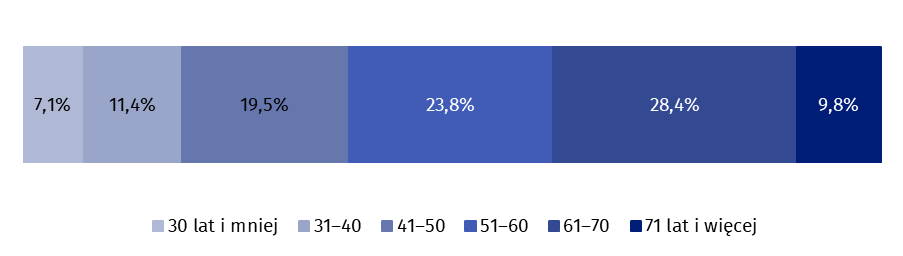 7,1% 11,4% 19,5% 23,8% 28,4% 9,8%
30 lat i mniej 31–40 41–50 51–60 61–70 71 lat i więcej